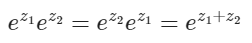 e^{z_1} e^{z_2} = e^{z_2} e^{z_1} = e^{z_1+z_2}